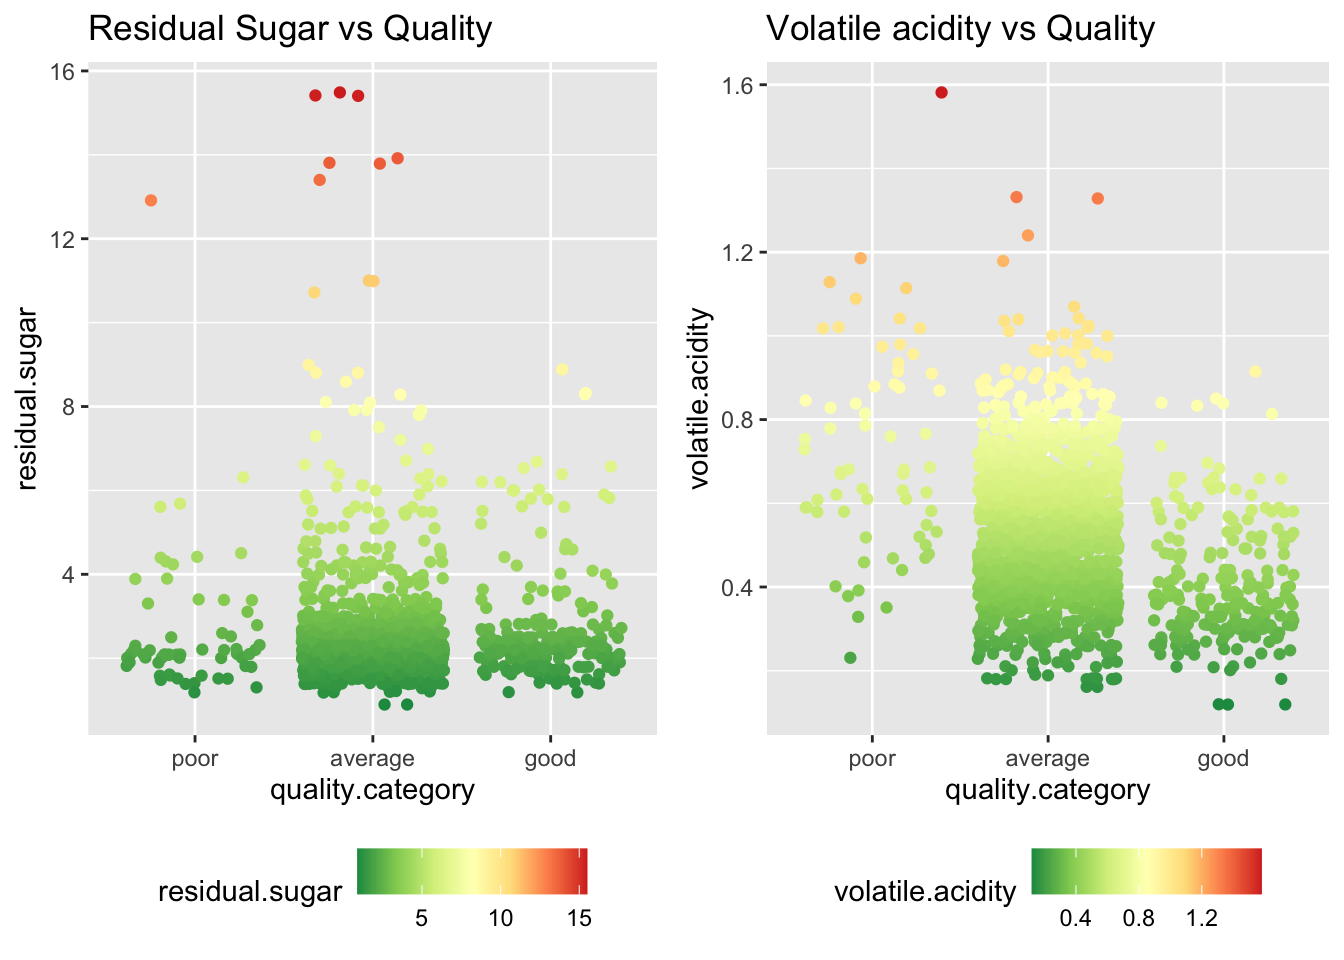 Residual Sugar vs Quality
16
12
8
4
residual.sugar
poor average good
quality.category
residual.sugar
5 10 15
Volatile acidity vs Quality
1.6
1.2
0.8
0.4
volatile.acidity
poor average good
quality.category
volatile.acidity
0.4 0.8 1.2